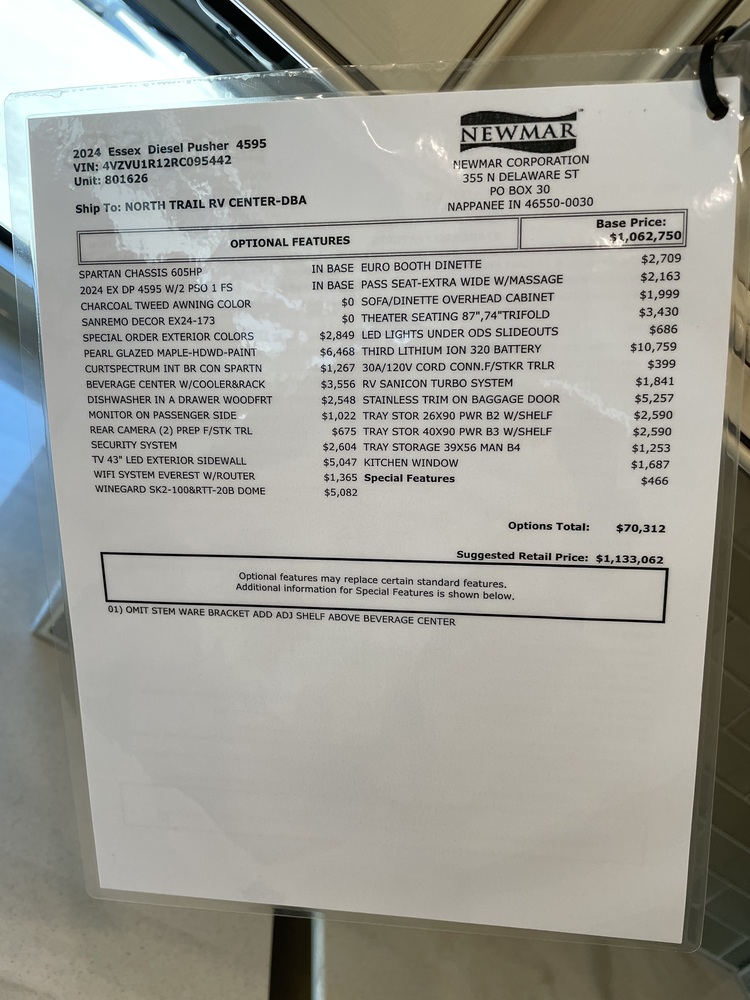 2024 Essex Diesel Pusher 4595
VIN: 4VZVU1R12RC095442
Unit: 801626
Ship To: NORTH TRAIL RV CENTER-DBA
NEWMAR
NEWMAR CORPORATION
355 N DELAWARE ST
PO BOX 30
NAPPANEE IN 46550-0030
OPTIONAL FEATURES
Base Price:
$1,062,750
SPARTAN CHASSIS 605HP IN BASE EURO BOOTH DINETTE $2,709
2024 EX DP 4595 W/2 PSO 1 FS IN BASE PASS SEAT-EXTRA WIDE W/MASSAGE $2,163
CHARCOAL TWEED AWNING COLOR $0 SOFA/DINETTE OVERHEAD CABINET $1,999
SANREMO DECOR EX24-173 $0 THEATER SEATING 87",74"TRIFOLD $3,430
SPECIAL ORDER EXTERIOR COLORS $2,849 LED LIGHTS UNDER ODS SLIDEOUTS $686
PEARL GLAZED MAPLE-HDWD-PAINT $6,468 THIRD LITHIUM ION 320 BATTERY $10,759
CURTSPECTRUM INT BR CON SPARTN $1,267 30A/120V CORD CONN.F/STKR TRLR $399
BEVERAGE CENTER W/COOLER&RACK $3,556 RV SANICON TURBO SYSTEM $1,841
DISHWASHER IN A DRAWER WOODFRT $2,548 STAINLESS TRIM ON BAGGAGE DOOR $5,257
MONITOR ON PASSENGER SIDE $1,022 TRAY STOR 26X90 PWR B2 W/SHELF $2,590
REAR CAMERA (2) PREP F/STK TRL $675 TRAY STOR 40X90 PWR B3 W/SHELF $2,590
SECURITY SYSTEM $2,604 TRAY STORAGE 39X56 MAN B4 $1,253
TV 43" LED EXTERIOR SIDEWALL $5,047 KITCHEN WINDOW $1,687
WIFI SYSTEM EVEREST W/ROUTER $1,365 Special Features $466
WINEGARD SK2-100&RTT-20B DOME $5,082
Options Total: $70,312
Suggested Retail Price: $1,133,062
Optional features may replace certain standard features.
Additional information for Special Features is shown below.
01) OMIT STEM WARE BRACKET ADD ADJ SHELF ABOVE BEVERAGE CENTER